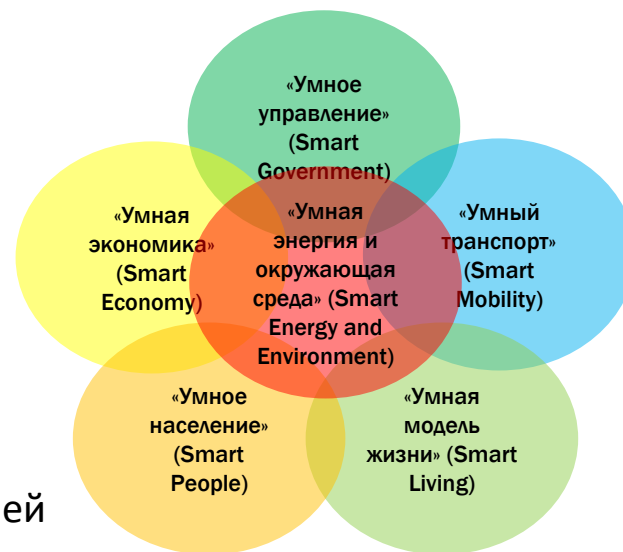 «Умное
управление»
(Smart
Government)
«Умная
экономика»
(Smart
Economy)
«Умная
энергия и
окружающая
среда» (Smart
Energy and
Environment)
«Умный
транспорт»
(Smart
Mobility)
«Умное
население»
(Smart
People)
«Умная
модель
жизни» (Smart
Living)
ей